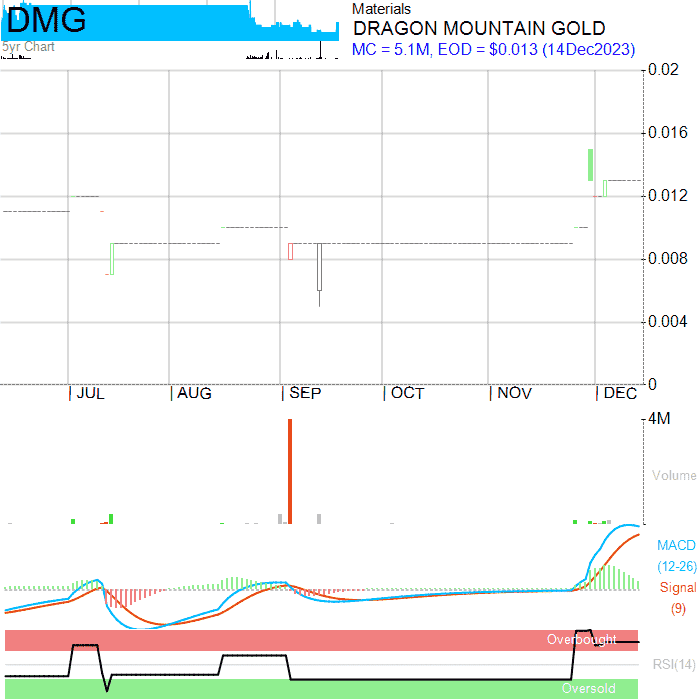 DMG
5yr Chart
Materials
DRAGON MOUNTAIN GOLD
MC = 5.1M, EOD = $0.013 (14Dec2023)
0.02
0.016
0.012
0.008
0.004
0
JUL AUG SEP OCT NOV DEC
4M
Volume
MACD
(12-26)
Signal
(9)
Overbought
RSI(14)
Oversold